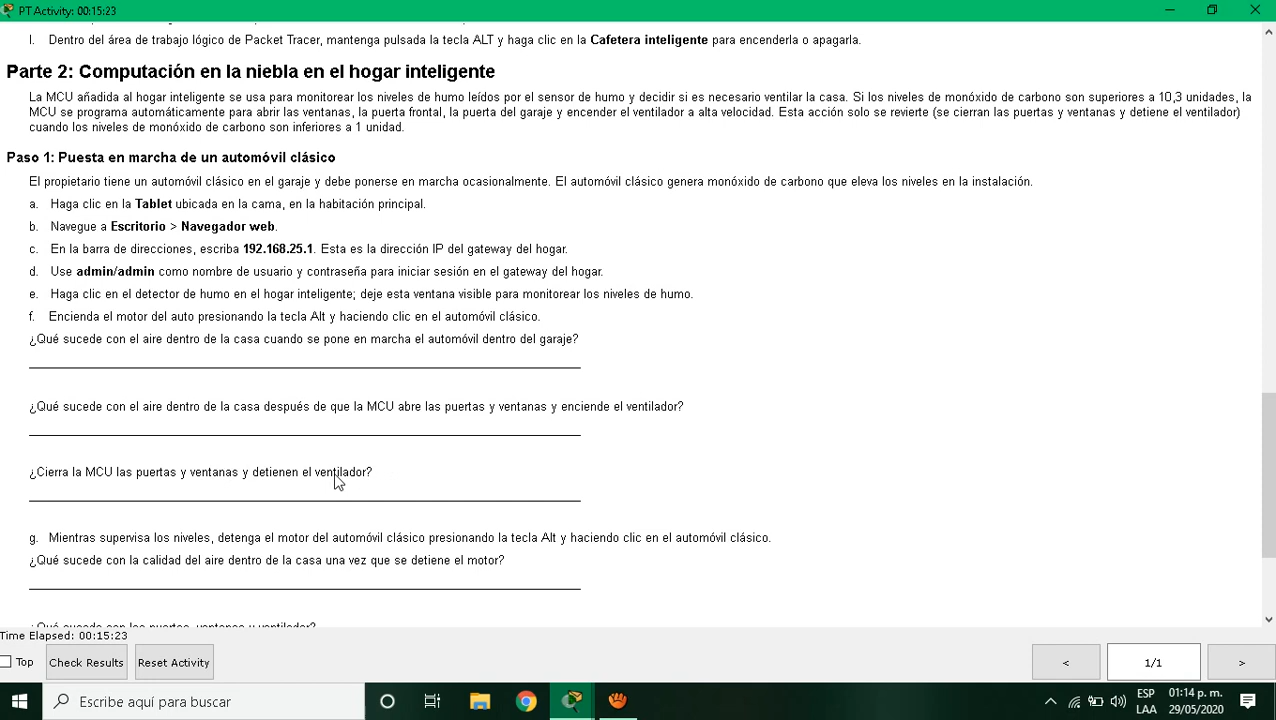 PT Activity: 00:15:23
l. Dentro del área de trabajo lógico de Packet Tracer, mantenga pulsada la tecla ALT y haga clic en la Cafetera inteligente para encenderla o apagarla.
Parte 2: Computación en la niebla en el hogar inteligente
La MCU añadida al hogar inteligente se usa para monitorear los niveles de humo leídos por el sensor de humo y decidir si es necesario ventilar la casa. Si los niveles de monóxido de carbono son superiores a 10,3 unidades, la
MCU se programa automáticamente para abrir las ventanas, la puerta frontal, la puerta del garaje y encender el ventilador a alta velocidad. Esta acción solo se revierte (se cierran las puertas y ventanas y detiene el ventilador)
cuando los niveles de monóxido de carbono son inferiores a 1 unidad.
Paso 1: Puesta en marcha de un automóvil clásico
El propietario tiene un automóvil clásico en el garaje y debe ponerse en marcha ocasionalmente. El automóvil clásico genera monóxido de carbono que eleva los niveles en la instalación.
a. Haga clic en la Tablet ubicada en la cama, en la habitación principal.
b. Navegue a Escritorio > Navegador web.
c. En la barra de direcciones, escriba 192.168.25.1. Esta es la dirección IP del gateway del hogar.
d. Use admin/admin como nombre de usuario y contraseña para iniciar sesión en el gateway del hogar.
e. Haga clic en el detector de humo en el hogar inteligente; deje esta ventana visible para monitorear los niveles de humo.
f. Encienda el motor del auto presionando la tecla Alt y haciendo clic en el automóvil clásico.
¿Qué sucede con el aire dentro de la casa cuando se pone en marcha el automóvil dentro del garaje?
¿Qué sucede con el aire dentro de la casa después de que la MCU abre las puertas y ventanas y enciende el ventilador?
¿Cierra la MCU las puertas y ventanas y detienen el ventilador?
g. Mientras supervisa los niveles, detenga el motor del automóvil clásico presionando la tecla Alt y haciendo clic en el automóvil clásico.
¿Qué sucede con la calidad del aire dentro de la casa una vez que se detiene el motor?
¿Qué sucede con las puertas, ventanas y ventilador?
Time Elapsed: 00:15:23
Top Check Results Reset Activity < 1/1 >
Escribe aquí para buscar
ESP 01:14 p. m.
LAA 29/05/2020